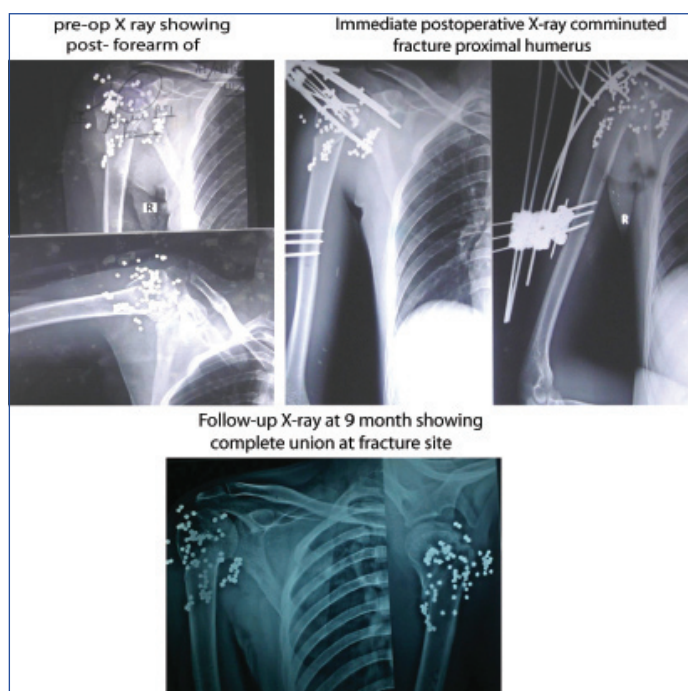 pre-op X ray showing
post- forearm of
Immediate postoperative X-ray comminuted
fracture proximal humerus
R
R
Follow-up X-ray at 9 month showing
complete union at fracture site